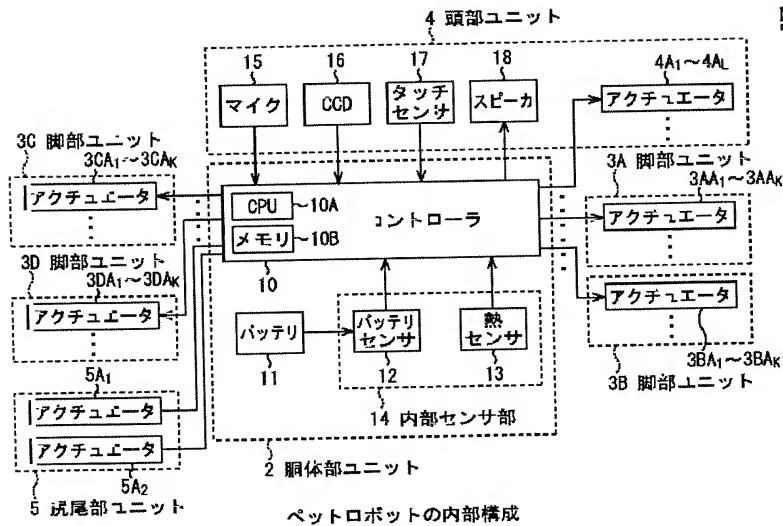 4 頭部ユニット
15
16
17
18
4A1~4AL
マイク
CCD
タッチ
センサ
スピーカ
アクチュエータ
3C 脚部ユニット
3CA1~3CAK
アクチュエータ
3A 脚部ユニット
3AA1~3AAK
アクチュエータ
CPU
10A
コントローラ
メモリ
10B
10
3D 脚部ユニット
3DA1~3DAK
アクチュエータ
アクチュエータ
3BA1~3BAK
3B 脚部ユニット
バッテリ
11
バッテリ
センサ
12
熱
センサ
13
14 内部センサ部
5A1
アクチュエータ
アクチュエータ
5A2
5 尾部ユニット
2 胴体部ユニット
ペットロボットの内部構成